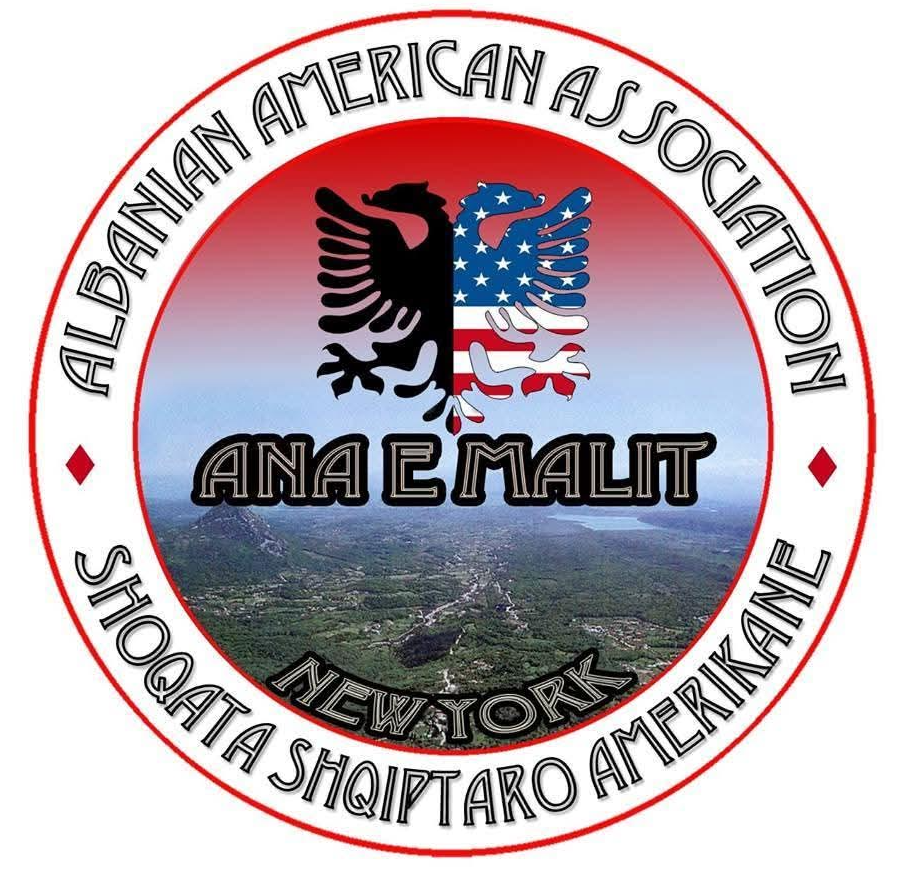 ALBANIAN AMERICAN ASSOCIATION
ANA E MALIT
NEW YORK
SHOQATA SHQIPTARO AMERIKANE